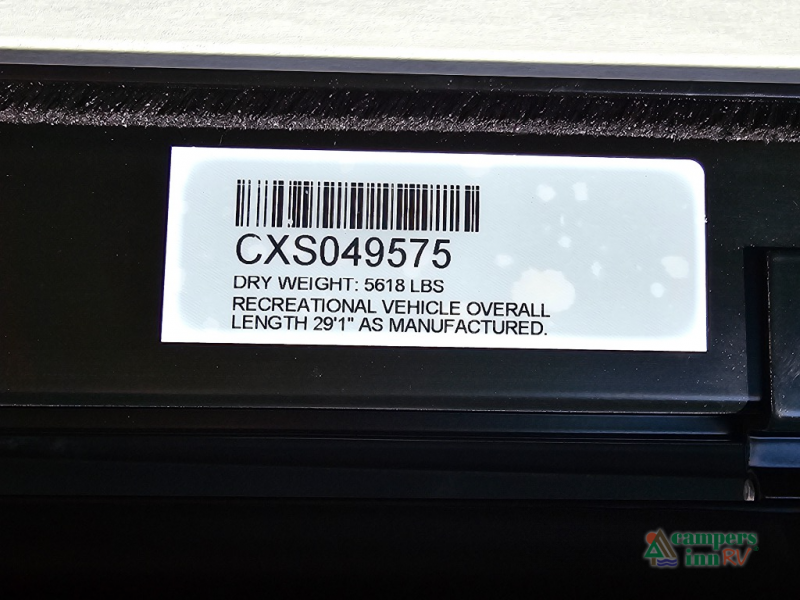 CXS049575
DRY WEIGHT: 5618 LBS
RECREATIONAL VEHICLE OVERALL
LENGTH 29'1" AS MANUFACTURED.
campers
inn RV